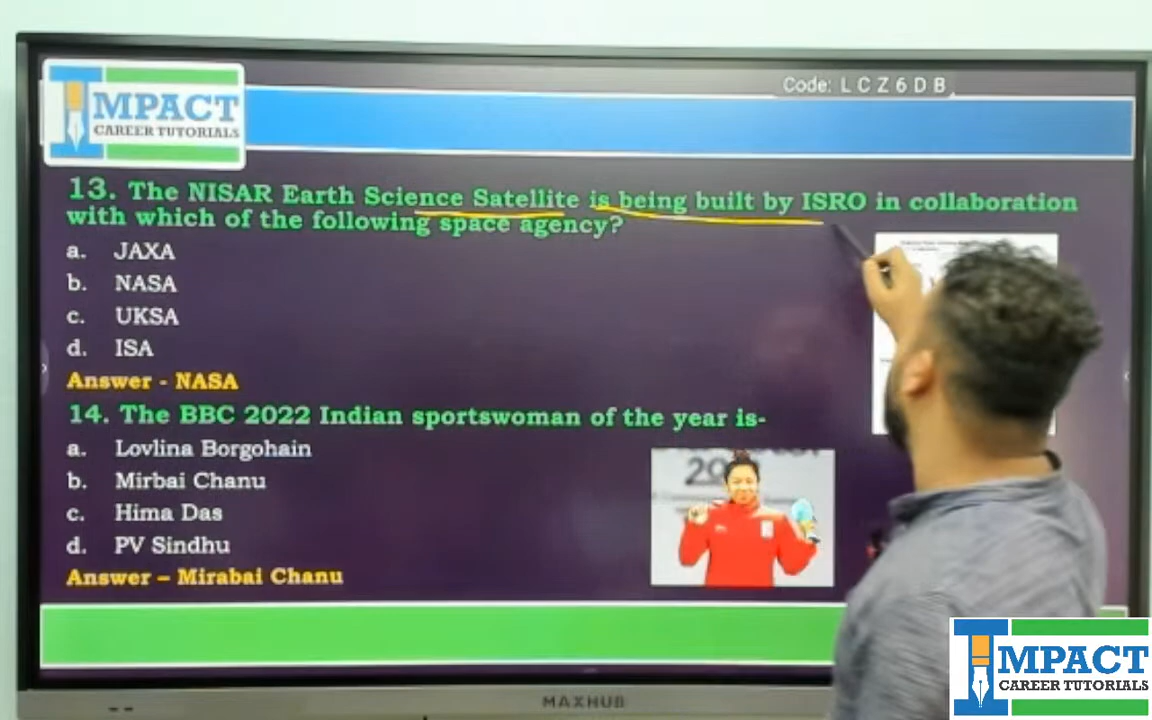 Code: L C Z 6 D B
IMPACT
CAREER TUTORIALS
13. The NISAR Earth Science Satellite is being built by ISRO in collaboration
with which of the following space agency?
a. JAXA
b. NASA
c. UKSA
d. ISA
Answer - NASA
14. The BBC 2022 Indian sportswoman of the year is-
a. Lovlina Borgohain
b. Mirbai Chanu
c. Hima Das
d. PV Sindhu
Answer – Mirabai Chanu
MAXHUB
IMPACT
CAREER TUTORIALS